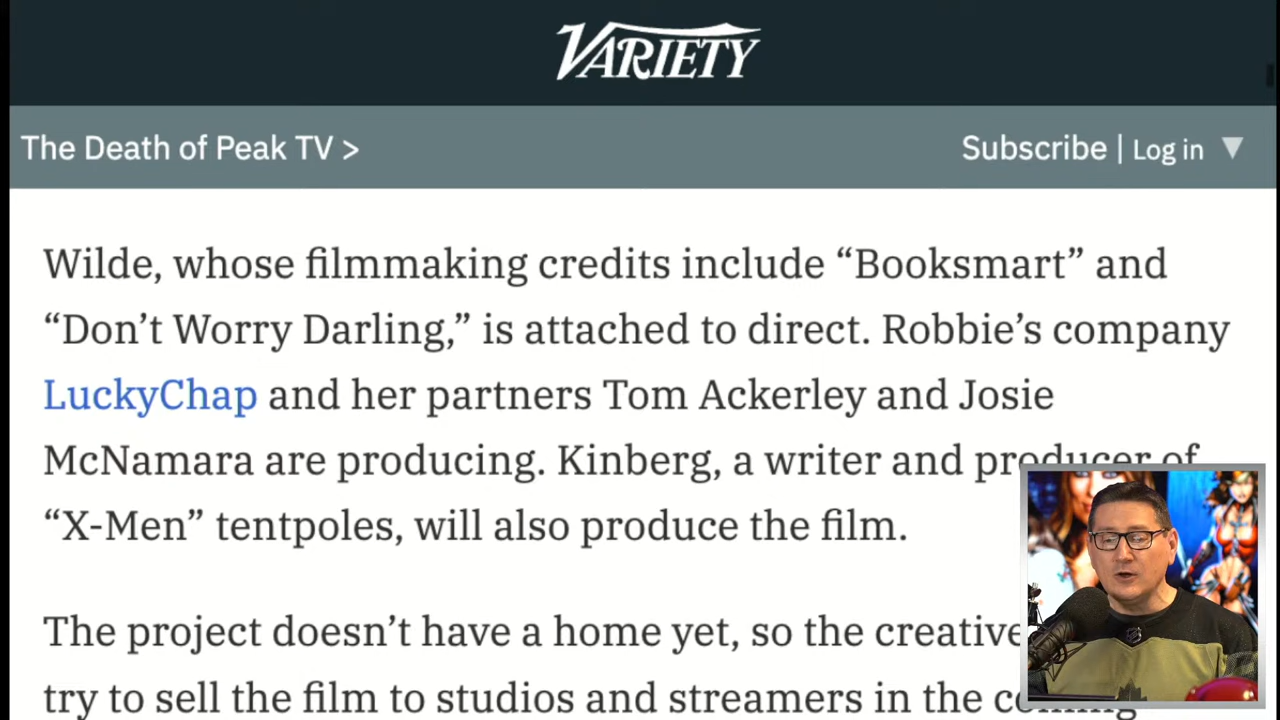 VARIETY
The Death of Peak TV >
Subscribe | Log in ▼
Wilde, whose filmmaking credits include “Booksmart” and
“Don’t Worry Darling,” is attached to direct. Robbie’s company
LuckyChap and her partners Tom Ackerley and Josie
McNamara are producing. Kinberg, a writer and producer of
“X-Men” tentpoles, will also produce the film.
The project doesn’t have a home yet, so the creative
try to sell the film to studios and streamers in the coming